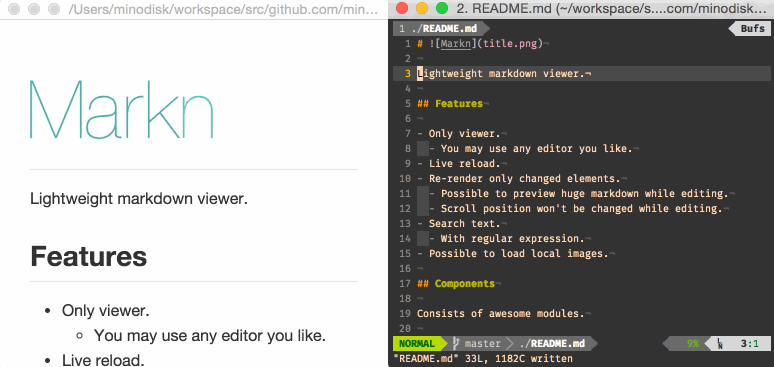 /Users/minodisk/workspace/src/github.com/min...
Markn
Lightweight markdown viewer.
Features
• Only viewer.
◦ You may use any editor you like.
• Live reload.
2. README.md (~/workspace/s....com/minodisk...
1 ./README.md Bufs
1 # ![Markn](title.png)¬
2 ¬
3 Lightweight markdown viewer.¬
4 ¬
5 ## Features¬
6 ¬
7 - Only viewer.¬
8 - You may use any editor you like.¬
9 - Live reload.¬
10 - Re-render only changed elements.¬
11 - Possible to preview huge markdown while editing.¬
12 - Scroll position won't be changed while editing.¬
13 - Search text.¬
14 - With regular expression.¬
15 - Possible to load local images.¬
16 ¬
17 ## Components¬
18 ¬
19 Consists of awesome modules.¬
20 ¬
NORMAL master ./README.md 9% LN 3:1
"README.md" 33L, 1182C written